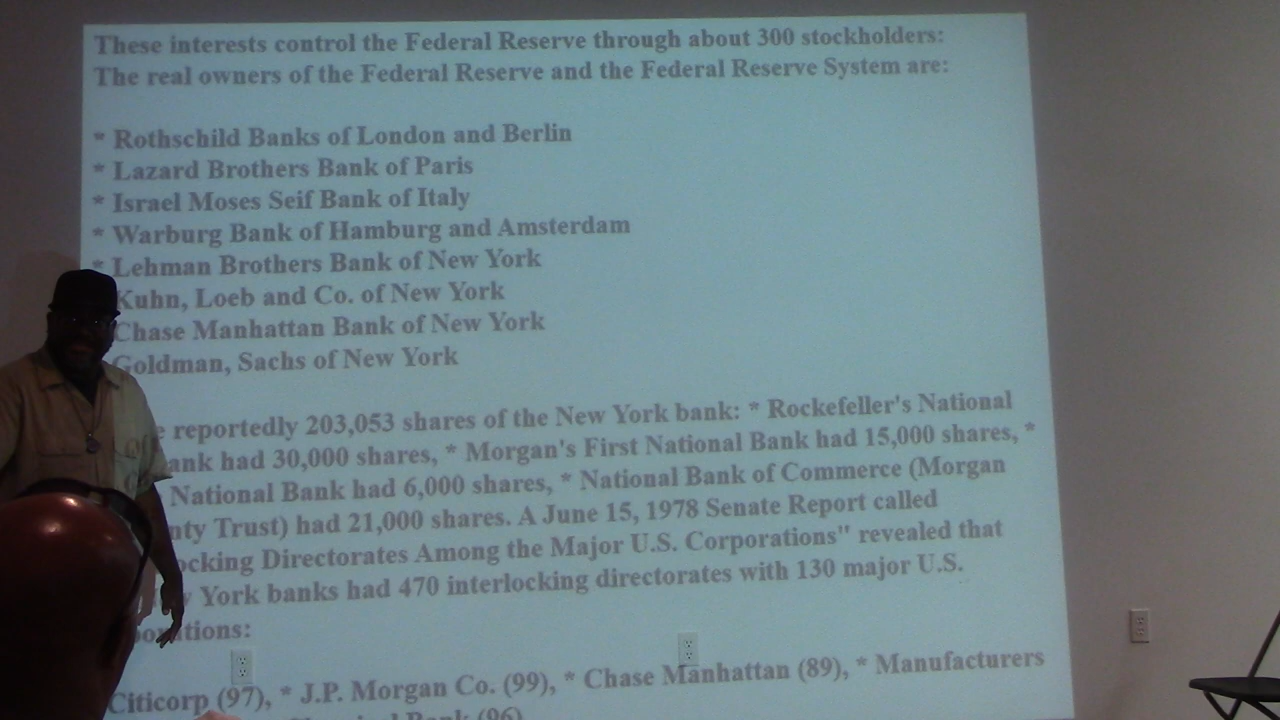 These interests control the Federal Reserve through about 300 stockholders:
The real owners of the Federal Reserve and the Federal Reserve System are:
* Rothschild Banks of London and Berlin
* Lazard Brothers Bank of Paris
* Israel Moses Seif Bank of Italy
* Warburg Bank of Hamburg and Amsterdam
* Lehman Brothers Bank of New York
Kuhn, Loeb and Co. of New York
Chase Manhattan Bank of New York
Goldman, Sachs of New York
reportedly 203,053 shares of the New York bank: * Rockefeller's National
ank had 30,000 shares, * Morgan's First National Bank had 15,000 shares, *
National Bank had 6,000 shares, * National Bank of Commerce (Morgan
nty Trust) had 21,000 shares. A June 15, 1978 Senate Report called
ocking Directorates Among the Major U.S. Corporations" revealed that
York banks had 470 interlocking directorates with 130 major U.S.
tions:
Citicorp (97), * J.P. Morgan Co. (99), * Chase Manhattan (89), * Manufacturers
Bank (96)